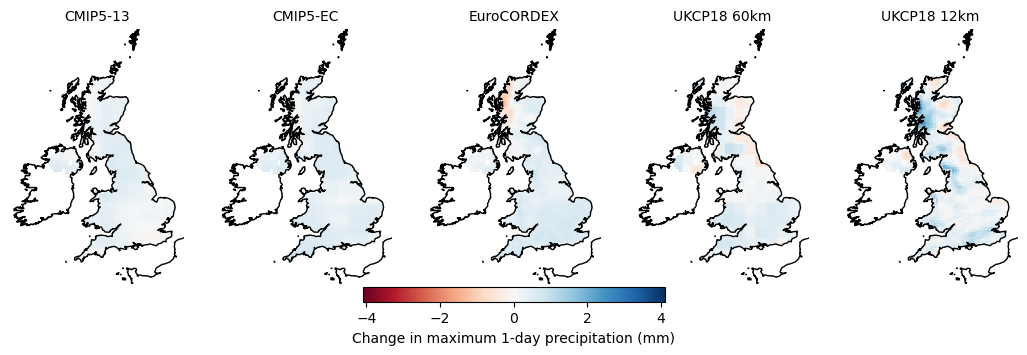 CMIP5-13 CMIP5-EC EuroCORDEX UKCP18 60km UKCP18 12km
−4 −2 0 2 4
Change in maximum 1-day precipitation (mm)